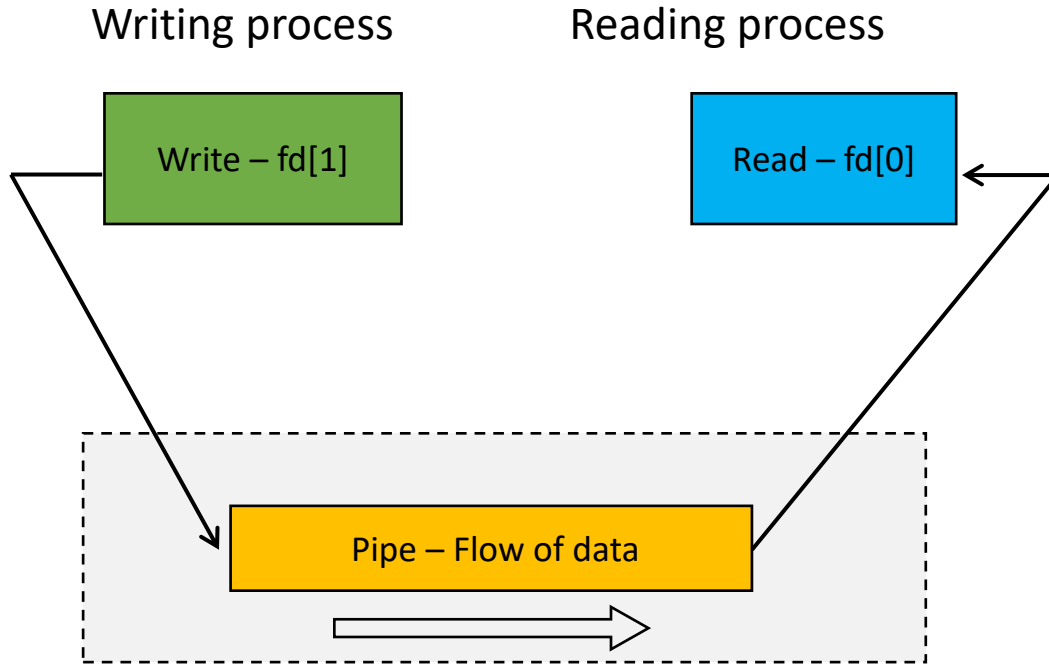 Writing process
Reading process
Write – fd[1]
Read – fd[0]
Pipe – Flow of data